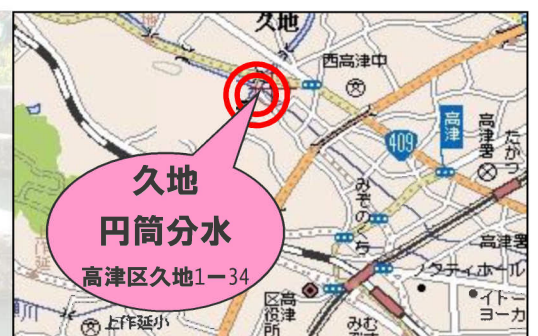 久地
西高津中
409
高津
高津署
たかつ
みぞのくち
久地
円筒分水
高津区久地1ー34
高津署
ノクティホール
イトー
ヨーカ
高津
区役所
上作延小